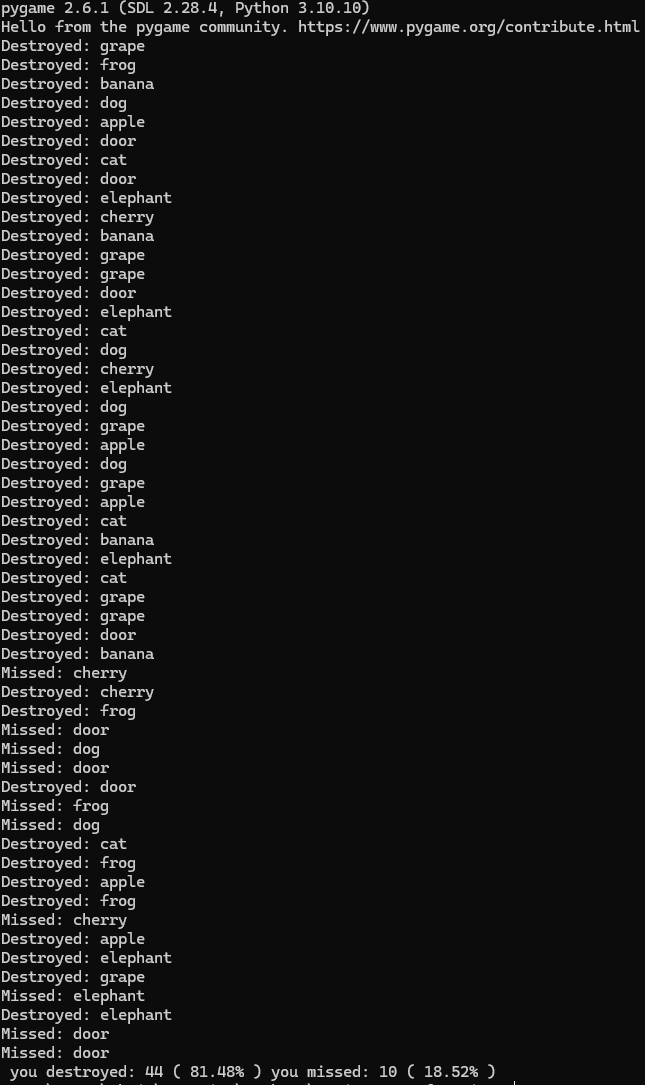 pygame 2.6.1 (SDL 2.28.4, Python 3.10.10)
Hello from the pygame community. https://www.pygame.org/contribute.html
Destroyed: grape
Destroyed: frog
Destroyed: banana
Destroyed: dog
Destroyed: apple
Destroyed: door
Destroyed: cat
Destroyed: door
Destroyed: elephant
Destroyed: cherry
Destroyed: banana
Destroyed: grape
Destroyed: grape
Destroyed: door
Destroyed: elephant
Destroyed: cat
Destroyed: dog
Destroyed: cherry
Destroyed: elephant
Destroyed: dog
Destroyed: grape
Destroyed: apple
Destroyed: dog
Destroyed: grape
Destroyed: apple
Destroyed: cat
Destroyed: banana
Destroyed: elephant
Destroyed: cat
Destroyed: grape
Destroyed: grape
Destroyed: door
Destroyed: banana
Missed: cherry
Destroyed: cherry
Destroyed: frog
Missed: door
Missed: dog
Missed: door
Destroyed: door
Missed: frog
Missed: dog
Destroyed: cat
Destroyed: frog
Destroyed: apple
Destroyed: frog
Missed: cherry
Destroyed: apple
Destroyed: elephant
Destroyed: grape
Missed: elephant
Destroyed: elephant
Missed: door
Missed: door
you destroyed: 44 ( 81.48% ) you missed: 10 ( 18.52% )